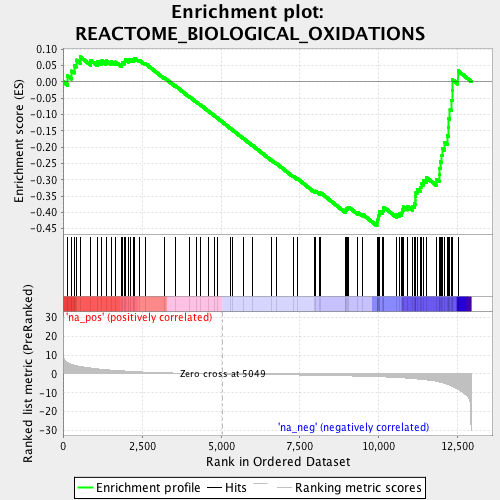 Enrichment plot:
REACTOME_BIOLOGICAL_OXIDATIONS
Enrichment score (ES)
0.10
0.05
0.00
-0.05
-0.10
-0.15
-0.20
-0.25
-0.30
-0.35
-0.40
-0.45
'na_pos' (positively correlated)
Ranked list metric (PreRanked)
30
20
10
0
-10
-20
-30
Zero cross at 5049
'na_neg' (negatively correlated)
0 2,500 5,000 7,500 10,000 12,500
Rank in Ordered Dataset
Enrichment profile Hits Ranking metric scores